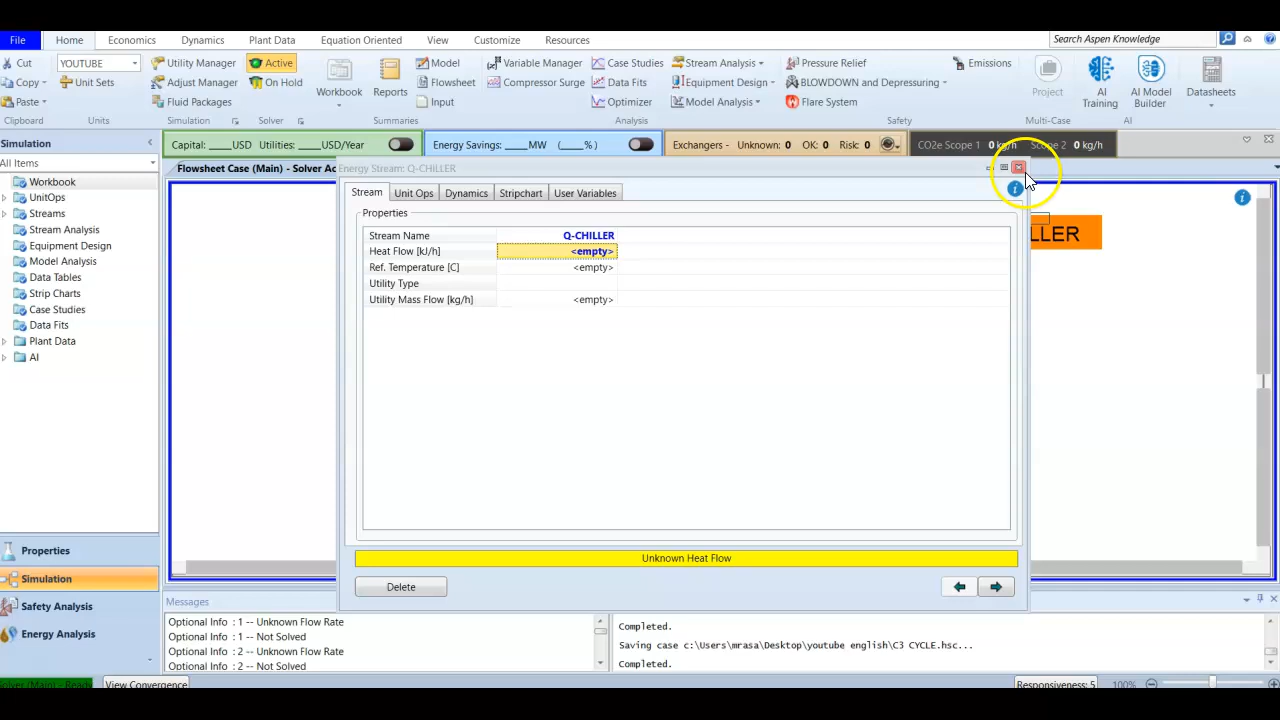 File Home Economics Dynamics Plant Data Equation Oriented View Customize Resources Search Aspen Knowledge
Cut YOUTUBE Utility Manager Active Model Variable Manager Case Studies Stream Analysis Pressure Relief Emissions
Copy Unit Sets Adjust Manager On Hold Workbook Reports Flowsheet Compressor Surge Data Fits Equipment Design BLOWDOWN and Depressuring Project AI Training AI Model Builder Datasheets
Paste Fluid Packages Input Optimizer Model Analysis Flare System
Clipboard Units Simulation Solver Summaries Analysis Safety Multi-Case AI
Simulation Capital: ____USD Utilities: ____USD/Year Energy Savings: ____MW (____%) Exchangers - Unknown: 0 OK: 0 Risk: 0 CO2e Scope 1 0 kg/h Scope 2 0 kg/h
All Items
Flowsheet Case (Main) - Solver Ac
Energy Stream: Q-CHILLER
Workbook
UnitOps
Streams
Stream Analysis
Equipment Design
Model Analysis
Data Tables
Strip Charts
Case Studies
Data Fits
Plant Data
AI
Stream Unit Ops Dynamics Stripchart User Variables
Properties
Stream Name Q-CHILLER
Heat Flow [kJ/h] <empty>
Ref. Temperature [C] <empty>
Utility Type
Utility Mass Flow [kg/h] <empty>
LLER
Unknown Heat Flow
Delete
Properties
Simulation
Safety Analysis
Energy Analysis
Messages
Optional Info : 1 -- Unknown Flow Rate
Optional Info : 1 -- Not Solved
Optional Info : 2 -- Unknown Flow Rate
Optional Info : 2 -- Not Solved
Completed.
Saving case c:\Users\mrasa\Desktop\youtube english\C3 CYCLE.hsc...
Completed.
Solver (Main) - Ready View Convergence Responsiveness: 5 100%